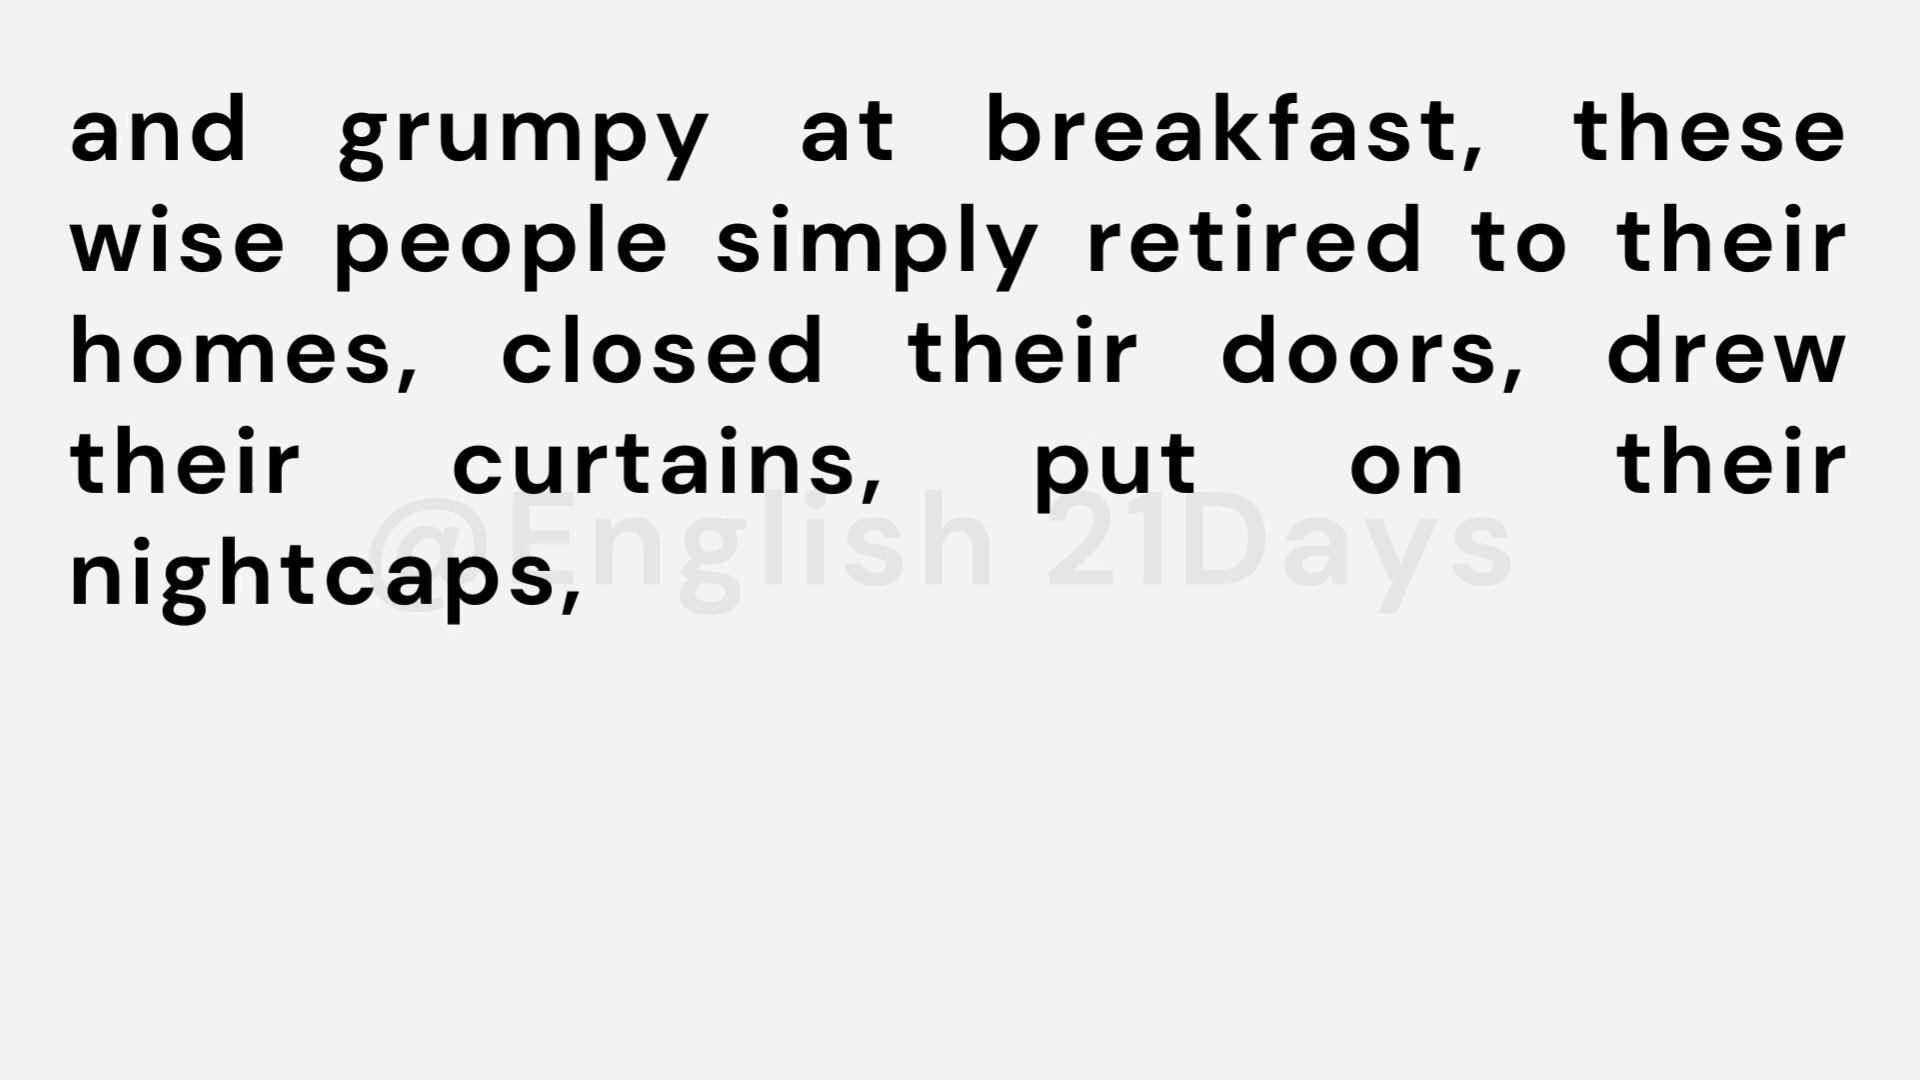 and grumpy at breakfast, these
wise people simply retired to their
homes, closed their doors, drew
their curtains, put on their
@English 21Days
nightcaps,